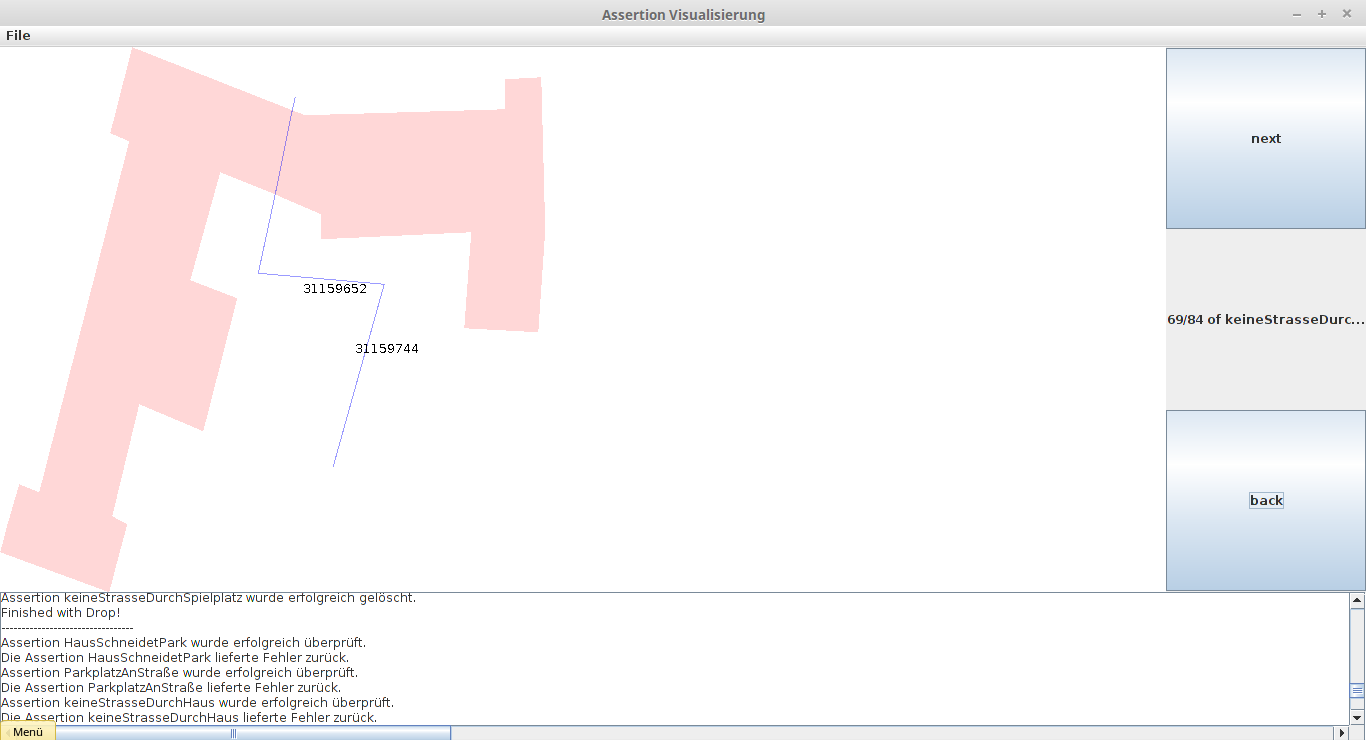 Assertion Visualisierung
File
next
31159652
69/84 of keineStrasseDurc...
31159744
back
Assertion keineStrasseDurchSpielplatz wurde erfolgreich gelöscht.
Finished with Drop!
--------------------------------
Assertion HausSchneidetPark wurde erfolgreich überprüft.
Die Assertion HausSchneidetPark lieferte Fehler zurück.
Assertion ParkplatzAnStraße wurde erfolgreich überprüft.
Die Assertion ParkplatzAnStraße lieferte Fehler zurück.
Assertion keineStrasseDurchHaus wurde erfolgreich überprüft.
Die Assertion keineStrasseDurchHaus lieferte Fehler zurück.
Menü